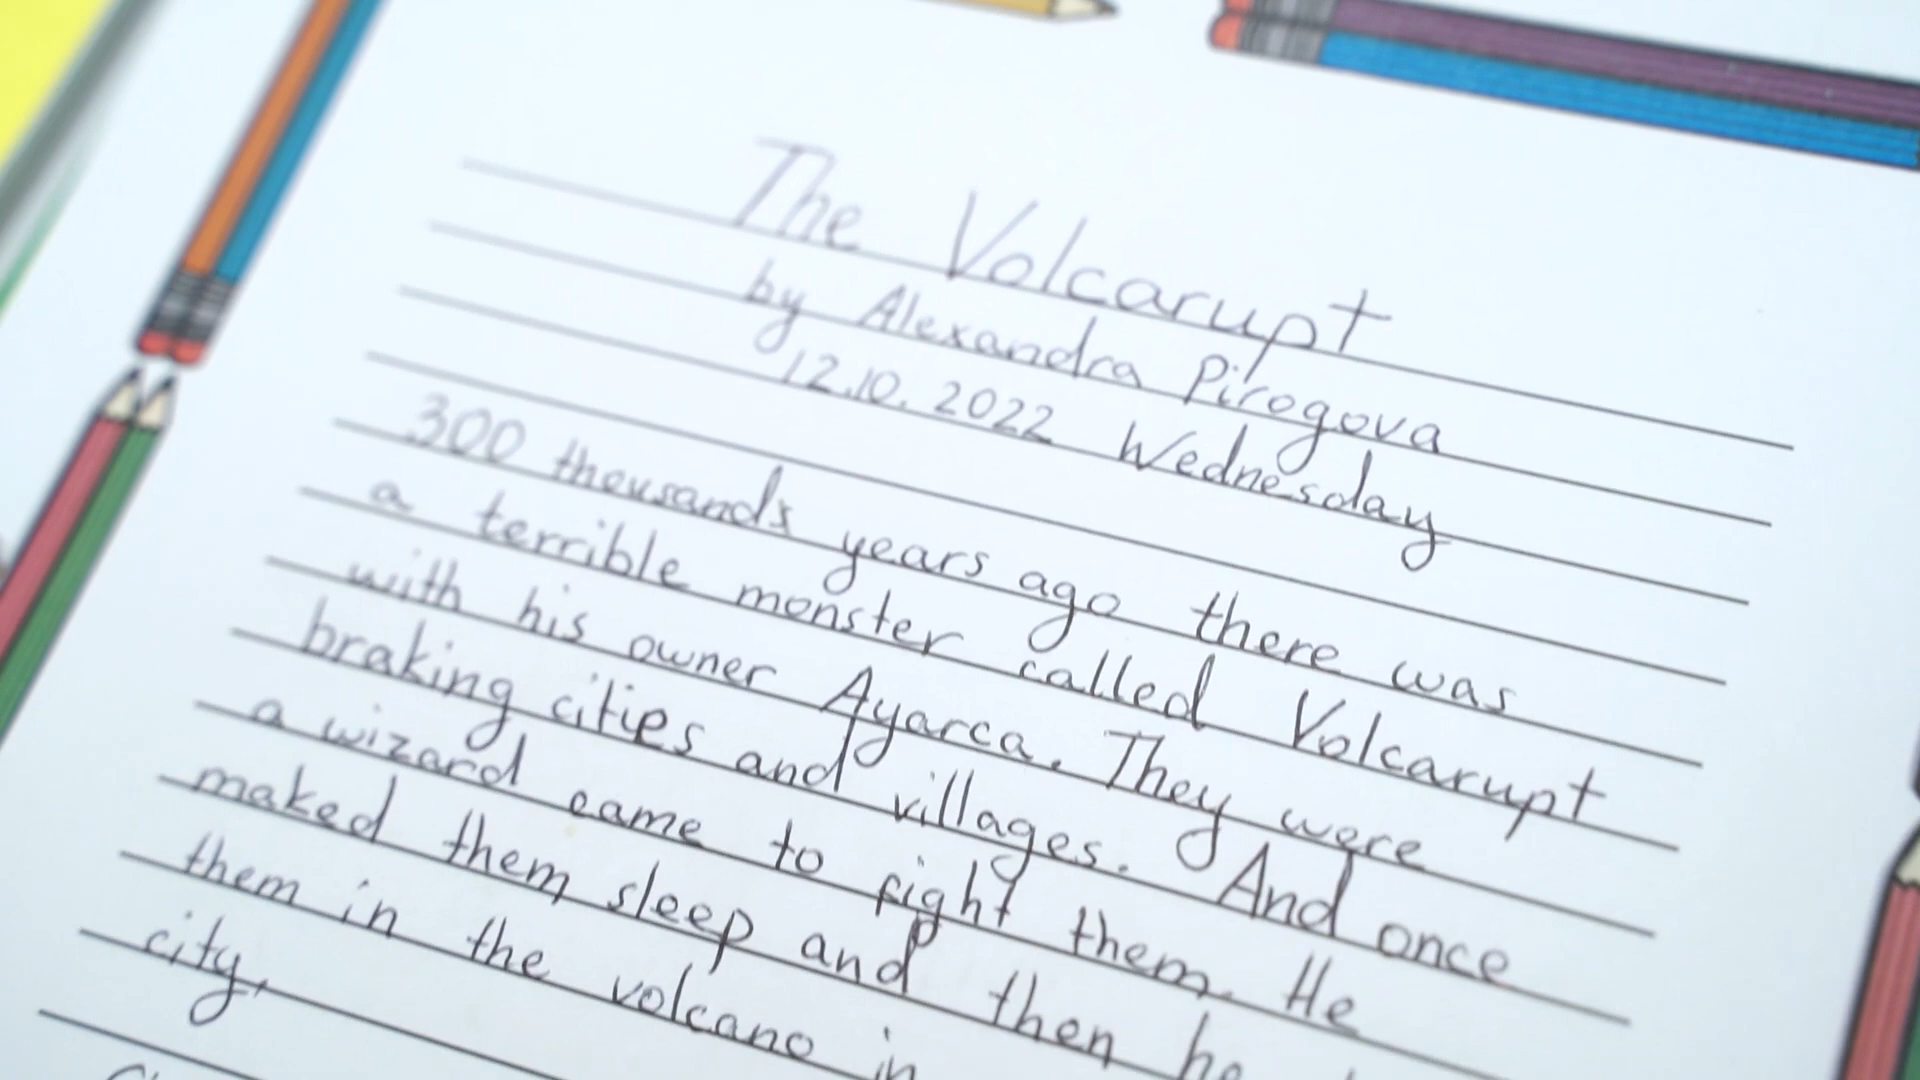 The Volcarupt
by Alexandra Pirogova
12.10.2022 Wednesday
300 thousands years ago there was
a terrible monster called Volcarupt
with his owner Ayarca. They were
braking cities and villages. And once
a wizard came to fight them. He
maked them sleep and then he
them in the volcano in
city.